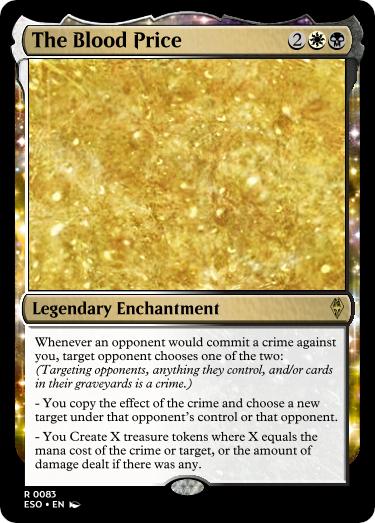 The Blood Price 2
Legendary Enchantment
Whenever an opponent would commit a crime against
you, target opponent chooses one of the two:
(Targeting opponents, anything they control, and/or cards
in their graveyards is a crime.)
- You copy the effect of the crime and choose a new
target under that opponent's control or that opponent.
- You Create X treasure tokens where X equals the
mana cost of the crime or target, or the amount of
damage dealt if there was any.
R 0083
ESO • EN